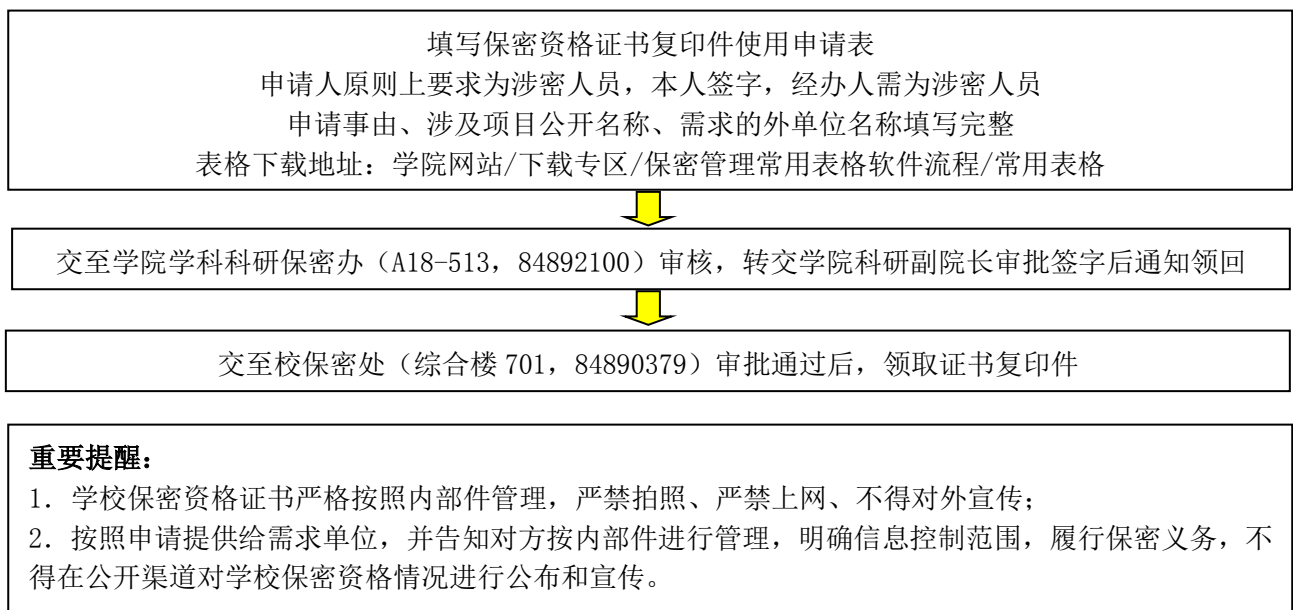 填写保密资格证书复印件使用申请表
申请人原则上要求为涉密人员，本人签字，经办人需为涉密人员
申请事由、涉及项目公开名称、需求的外单位名称填写完整
表格下载地址：学院网站/下载专区/保密管理常用表格软件流程/常用表格
交至学院学科科研保密办（A18-513，84892100）审核，转交学院科研副院长审批签字后通知领回
交至校保密处（综合楼 701，84890379）审批通过后，领取证书复印件
重要提醒：
1．学校保密资格证书严格按照内部件管理，严禁拍照、严禁上网、不得对外宣传；
2．按照申请提供给需求单位，并告知对方按内部件进行管理，明确信息控制范围，履行保密义务，不
得在公开渠道对学校保密资格情况进行公布和宣传。